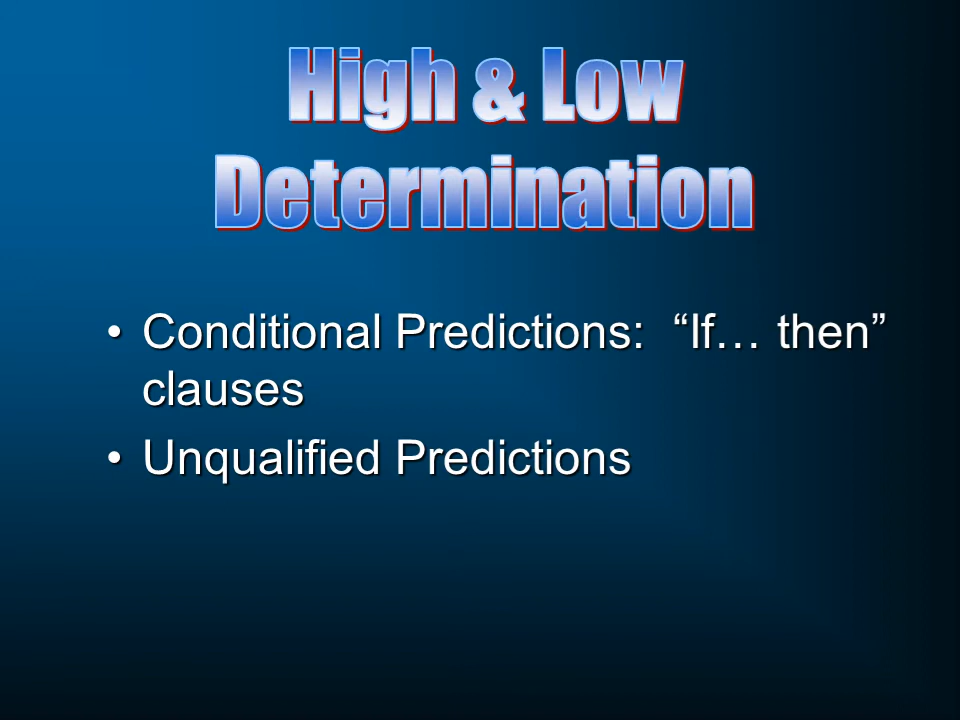 High & Low
Determination
• Conditional Predictions:  “If… then”
clauses
• Unqualified Predictions